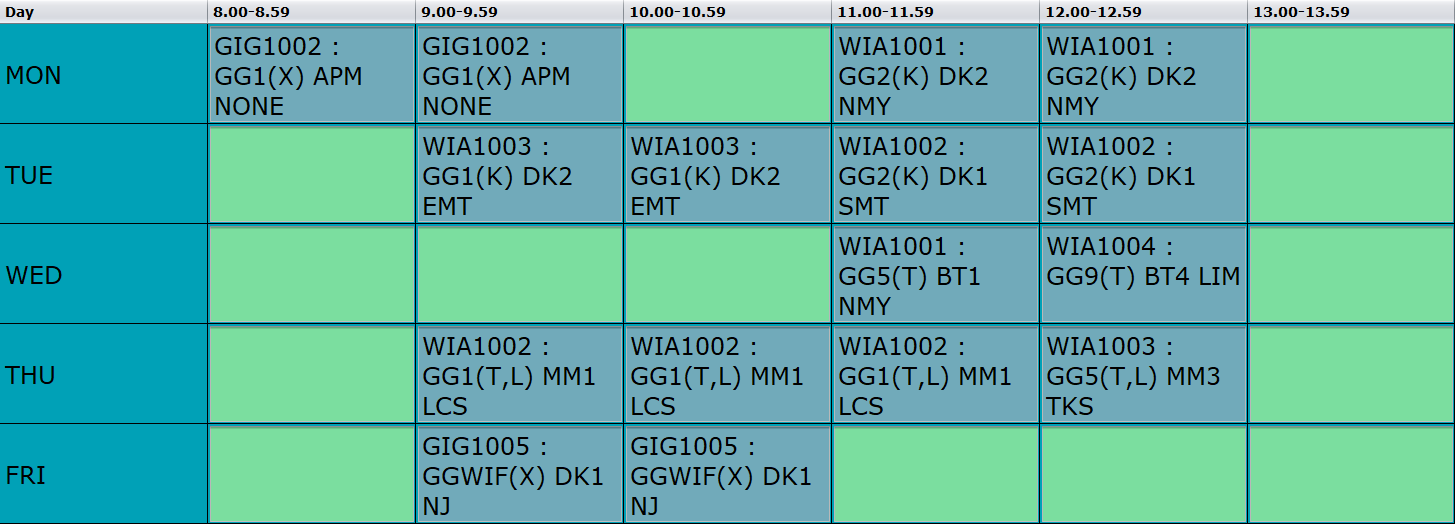 Day 8.00-8.59 9.00-9.59 10.00-10.59 11.00-11.59 12.00-12.59 13.00-13.59
MON
GIG1002 :
GG1(X) APM
NONE
GIG1002 :
GG1(X) APM
NONE
WIA1001 :
GG2(K) DK2
NMY
WIA1001 :
GG2(K) DK2
NMY
TUE
WIA1003 :
GG1(K) DK2
EMT
WIA1003 :
GG1(K) DK2
EMT
WIA1002 :
GG2(K) DK1
SMT
WIA1002 :
GG2(K) DK1
SMT
WED
WIA1001 :
GG5(T) BT1
NMY
WIA1004 :
GG9(T) BT4 LIM
THU
WIA1002 :
GG1(T,L) MM1
LCS
WIA1002 :
GG1(T,L) MM1
LCS
WIA1002 :
GG1(T,L) MM1
LCS
WIA1003 :
GG5(T,L) MM3
TKS
FRI
GIG1005 :
GGWIF(X) DK1
NJ
GIG1005 :
GGWIF(X) DK1
NJ